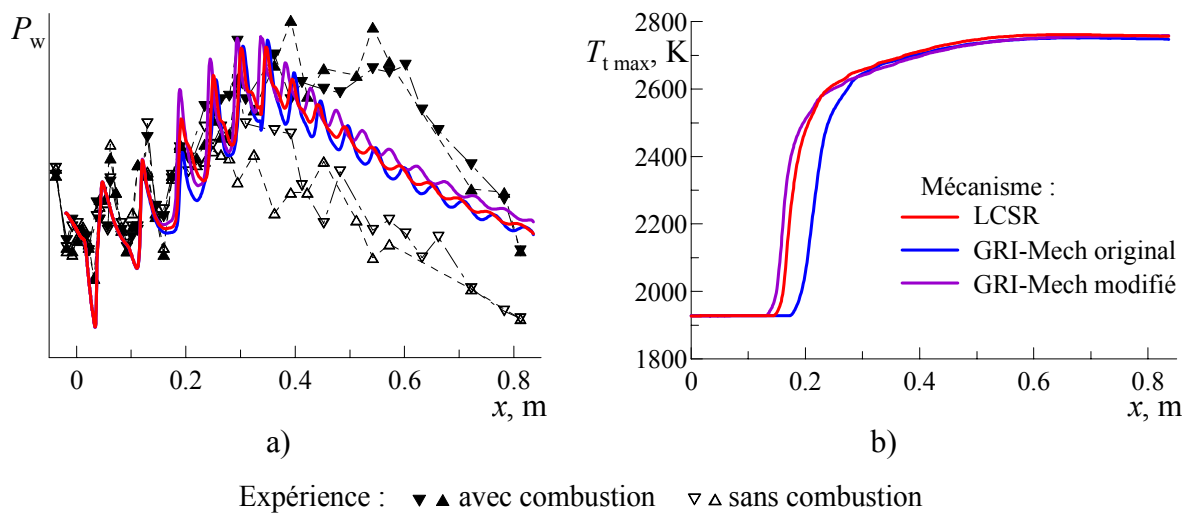 P_w
0 0.2 0.4 0.6 0.8
x, m
a)
T_t max, K
2800
2600
2400
2200
2000
1800
0 0.2 0.4 0.6 0.8
x, m
Mécanisme :
LCSR
GRI-Mech original
GRI-Mech modifié
b)
Expérience : ▼▲ avec combustion ▽△ sans combustion